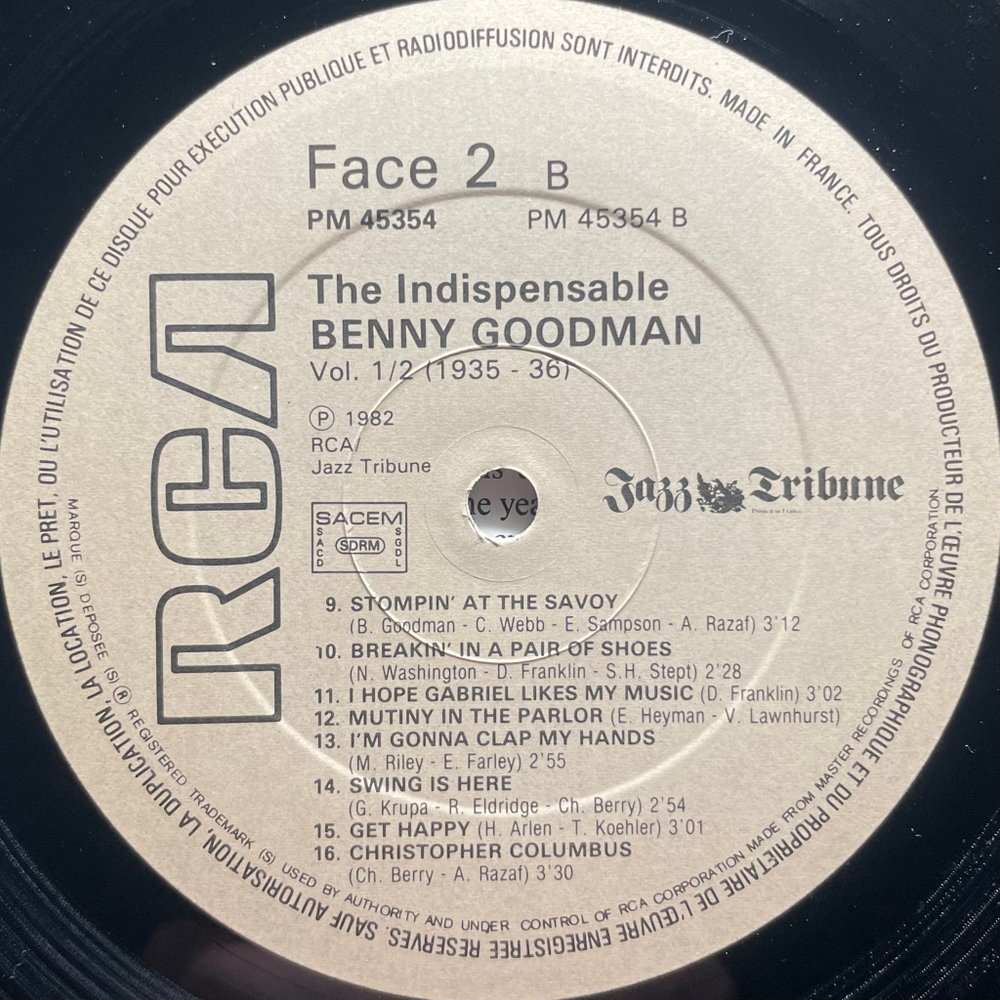 TOUS DROITS DU PRODUCTEUR DE L'ŒUVRE PHONOGRAPHIQUE ET DU PROPRIETAIRE DE L'ŒUVRE ENREGISTREE RESERVES. SAUF AUTORISATION, LA DUPLICATION, LA LOCATION, LE PRET, OU L'UTILISATION DE CE DISQUE POUR EXECUTION PUBLIQUE ET RADIODIFFUSION SONT INTERDITS. MADE IN FRANCE.
Face 2 B
PM 45354 PM 45354 B
The Indispensable
BENNY GOODMAN
Vol. 1/2 (1935 - 36)
℗ 1982
RCA/
Jazz Tribune
RCA
Jazz Tribune
SACEM
SACD
SDRM
SGDL
he yea
9. STOMPIN' AT THE SAVOY
(B. Goodman - C. Webb - E. Sampson - A. Razaf) 3'12
10. BREAKIN' IN A PAIR OF SHOES
(N. Washington - D. Franklin - S.H. Stept) 2'28
11. I HOPE GABRIEL LIKES MY MUSIC (D. Franklin) 3'02
12. MUTINY IN THE PARLOR (E. Heyman - V. Lawnhurst)
13. I'M GONNA CLAP MY HANDS
(M. Riley - E. Farley) 2'55
14. SWING IS HERE
(G. Krupa - R. Eldridge - Ch. Berry) 2'54
15. GET HAPPY (H. Arlen - T. Koehler) 3'01
16. CHRISTOPHER COLUMBUS
(Ch. Berry - A. Razaf) 3'30
MARQUE (S) DEPOSEE (S) ® REGISTERED TRADEMARK (S) USED BY AUTHORITY AND UNDER CONTROL OF RCA CORPORATION MADE FROM MASTER RECORDINGS OF RCA CORPORATION